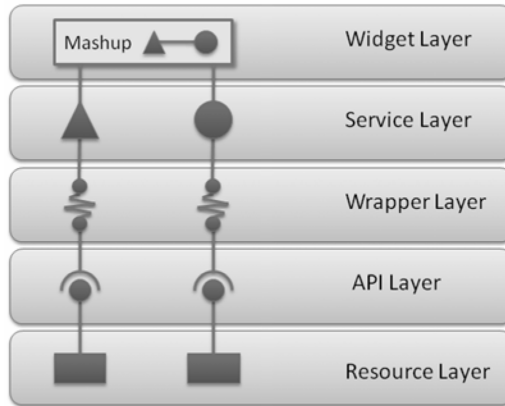 Mashup
Widget Layer
Service Layer
Wrapper Layer
API Layer
Resource Layer